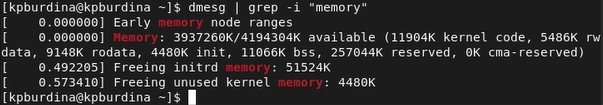 [kpburdina@kpburdina ~]$ dmesg | grep -i "memory"
[    0.000000] Early memory node ranges
[    0.000000] Memory: 3937260K/4194304K available (11904K kernel code, 5486K rw
data, 9148K rodata, 4480K init, 11066K bss, 257044K reserved, 0K cma-reserved)
[    0.492205] Freeing initrd memory: 51524K
[    0.573410] Freeing unused kernel memory: 4480K
[kpburdina@kpburdina ~]$